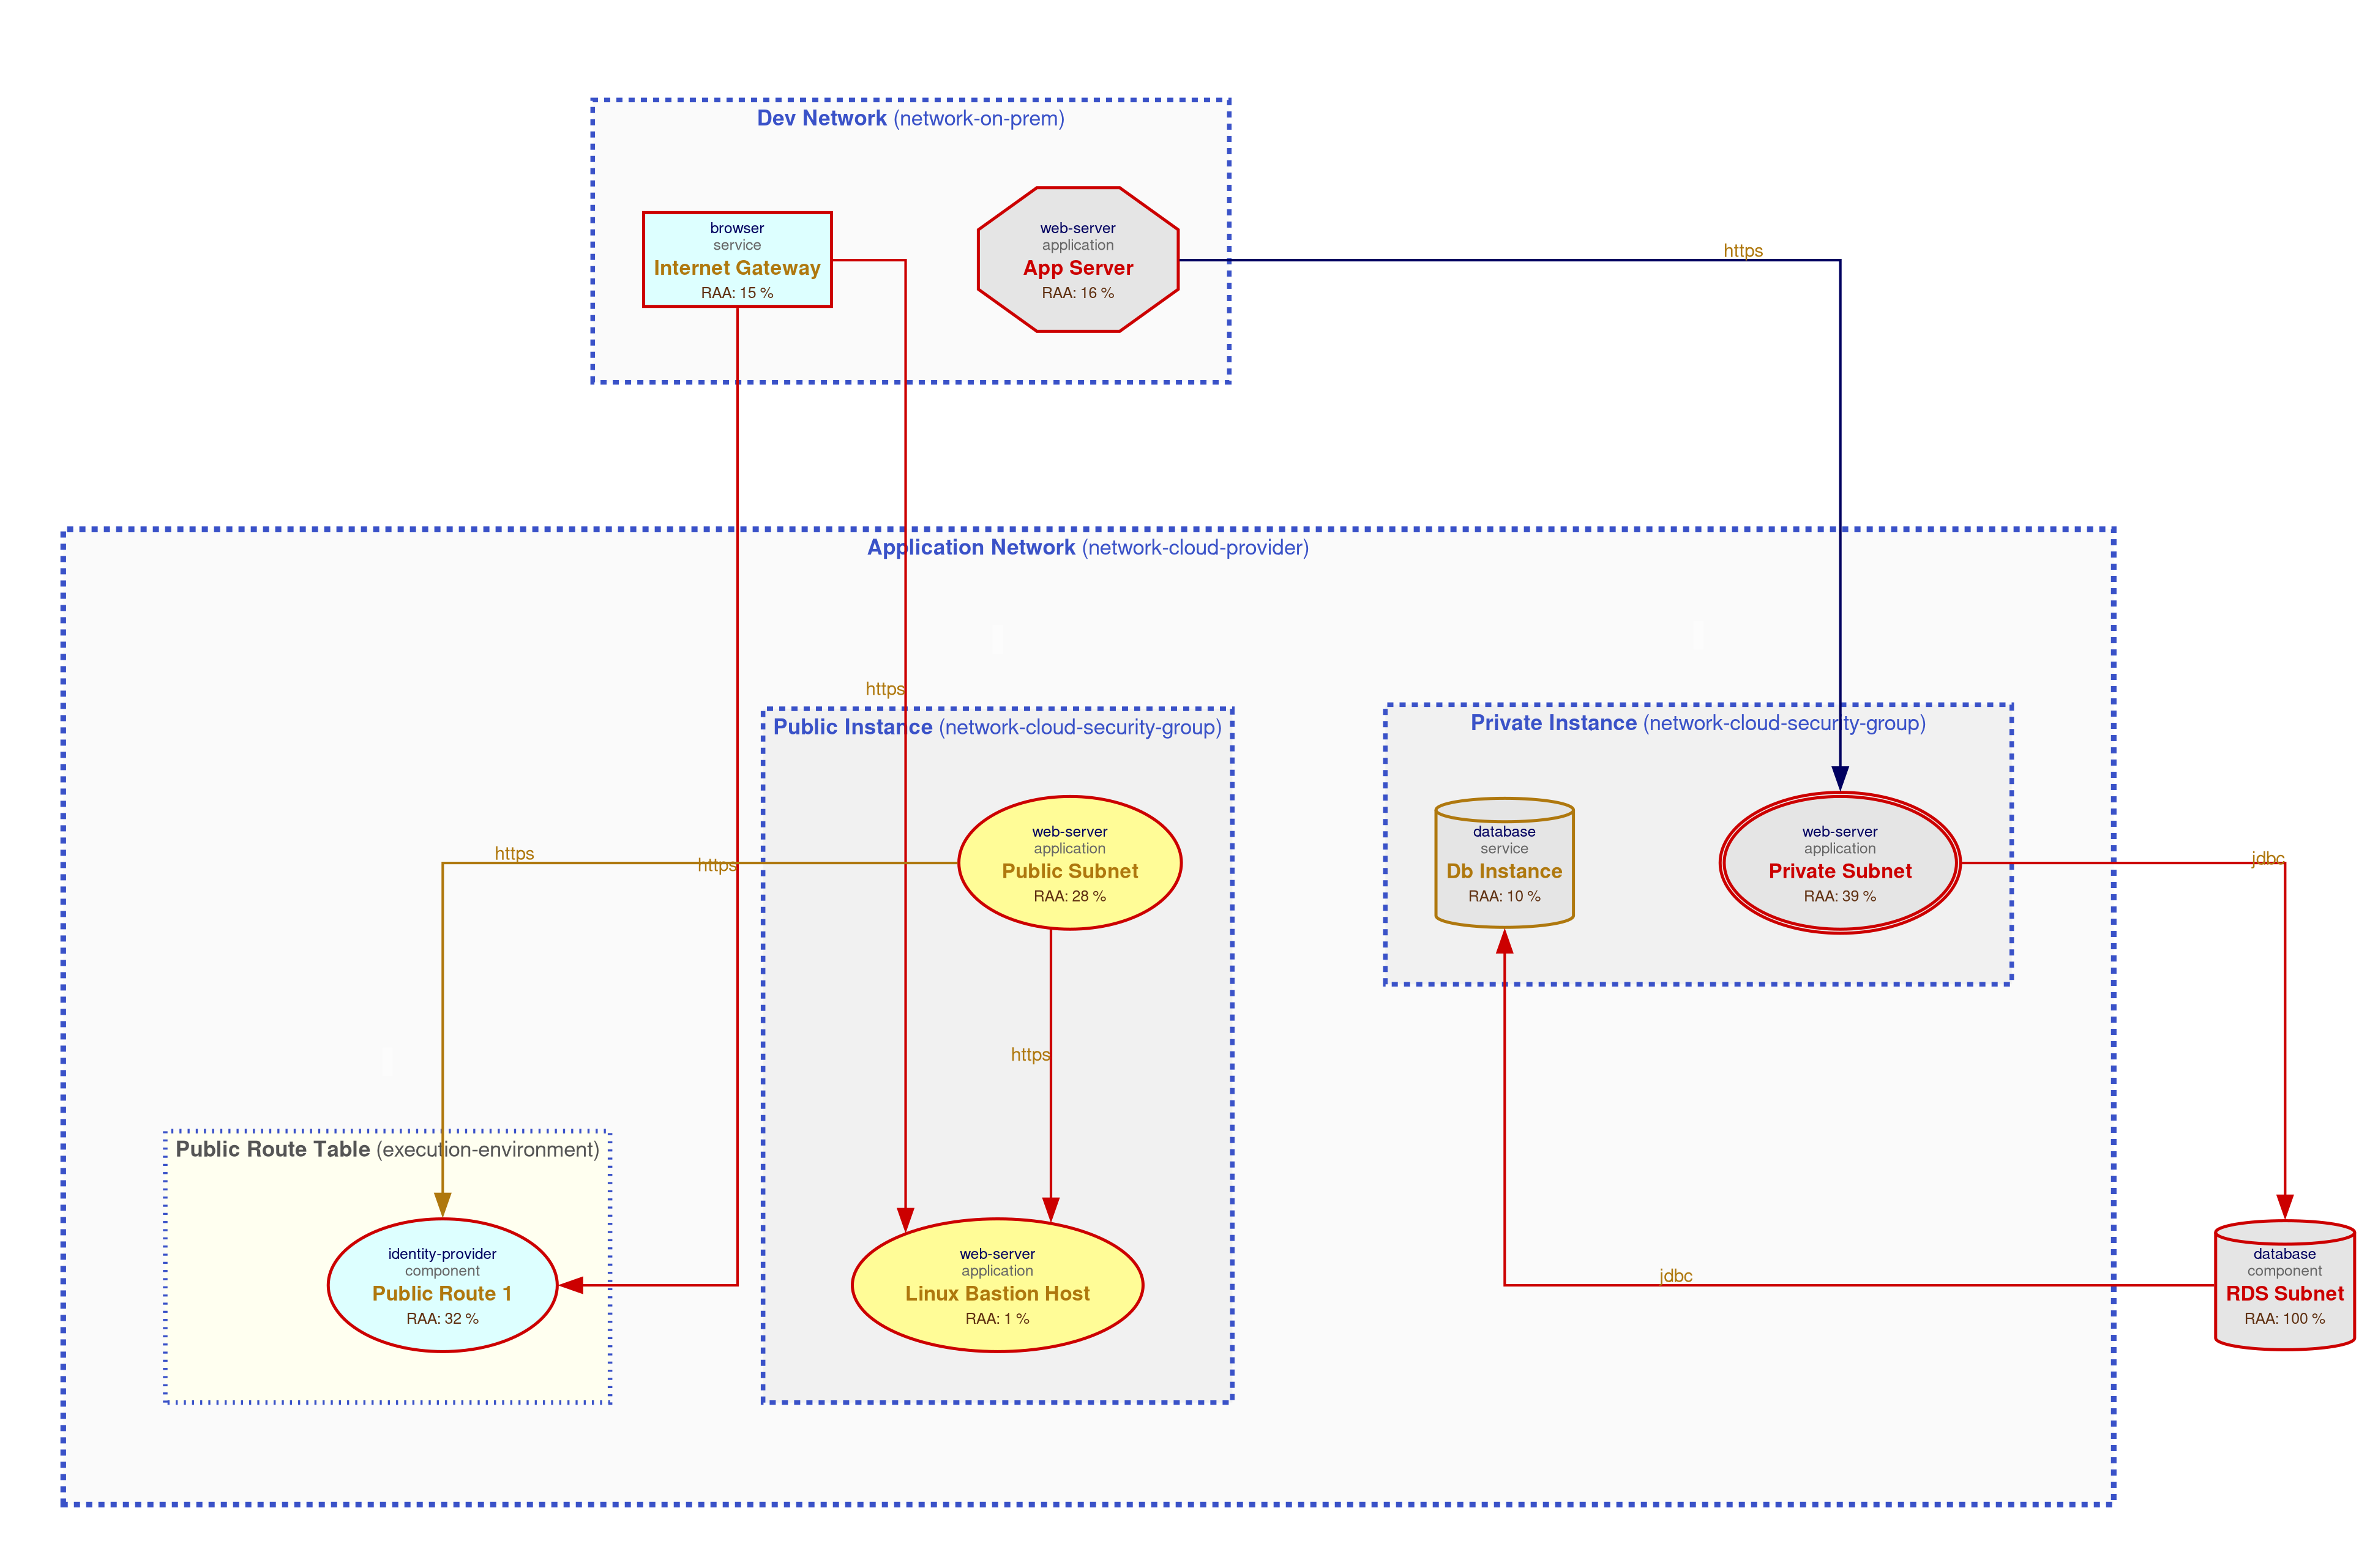 Dev Network (network-on-prem)
browser
service
Internet Gateway
RAA: 15 %
web-server
application
App Server
RAA: 16 %
https
Application Network (network-cloud-provider)
https
Public Instance (network-cloud-security-group)
Private Instance (network-cloud-security-group)
web-server
application
Public Subnet
RAA: 28 %
database
service
Db Instance
RAA: 10 %
web-server
application
Private Subnet
RAA: 39 %
https
https
jdbc
https
Public Route Table (execution-environment)
identity-provider
component
Public Route 1
RAA: 32 %
web-server
application
Linux Bastion Host
RAA: 1 %
jdbc
database
component
RDS Subnet
RAA: 100 %